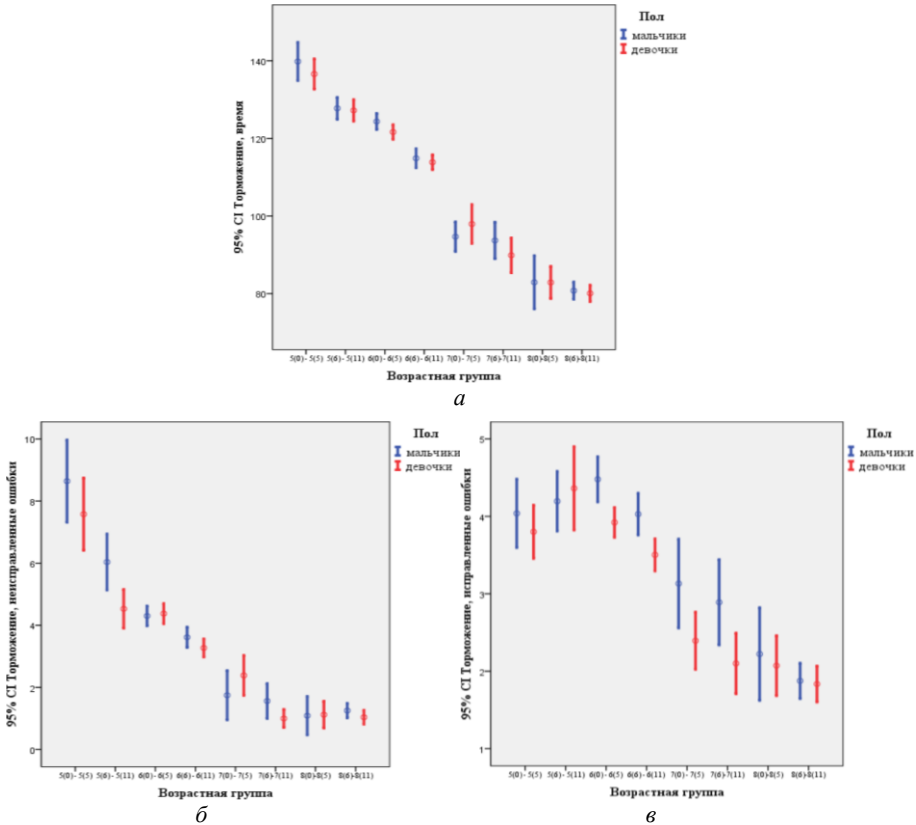 Пол
мальчики
девочки
95% CI Торможение, время
140
120
100
80
5(0) - 5(5) 5(6) - 5(11) 6(0) - 6(5) 6(6) - 6(11) 7(0) - 7(5) 7(6) - 7(11) 8(0)-8(5) 8(6)-8(11)
Возрастная группа
а
Пол
мальчики
девочки
95% CI Торможение, неисправленные ошибки
10
8
6
4
2
0
5(0) - 5(5) 5(6) - 5(11) 6(0) - 6(5) 6(6) - 6(11) 7(0) - 7(5) 7(6) - 7(11) 8(0)-8(5) 8(6)-8(11)
Возрастная группа
б
Пол
мальчики
девочки
95% CI Торможение, исправленные ошибки
5
4
3
2
1
5(0) - 5(5) 5(6) - 5(11) 6(0) - 6(5) 6(6) - 6(11) 7(0) - 7(5) 7(6) - 7(11) 8(0)-8(5) 8(6)-8(11)
Возрастная группа
в